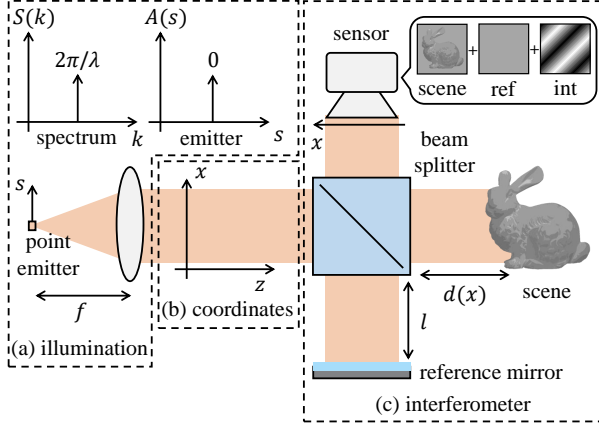 S(k)
A(s)
2π/λ
0
spectrum
k
emitter
s
s
point
emitter
f
(a) illumination
x
z
(b) coordinates
sensor
scene
+
ref
+
int
x
beam
splitter
d(x)
scene
l
reference mirror
(c) interferometer